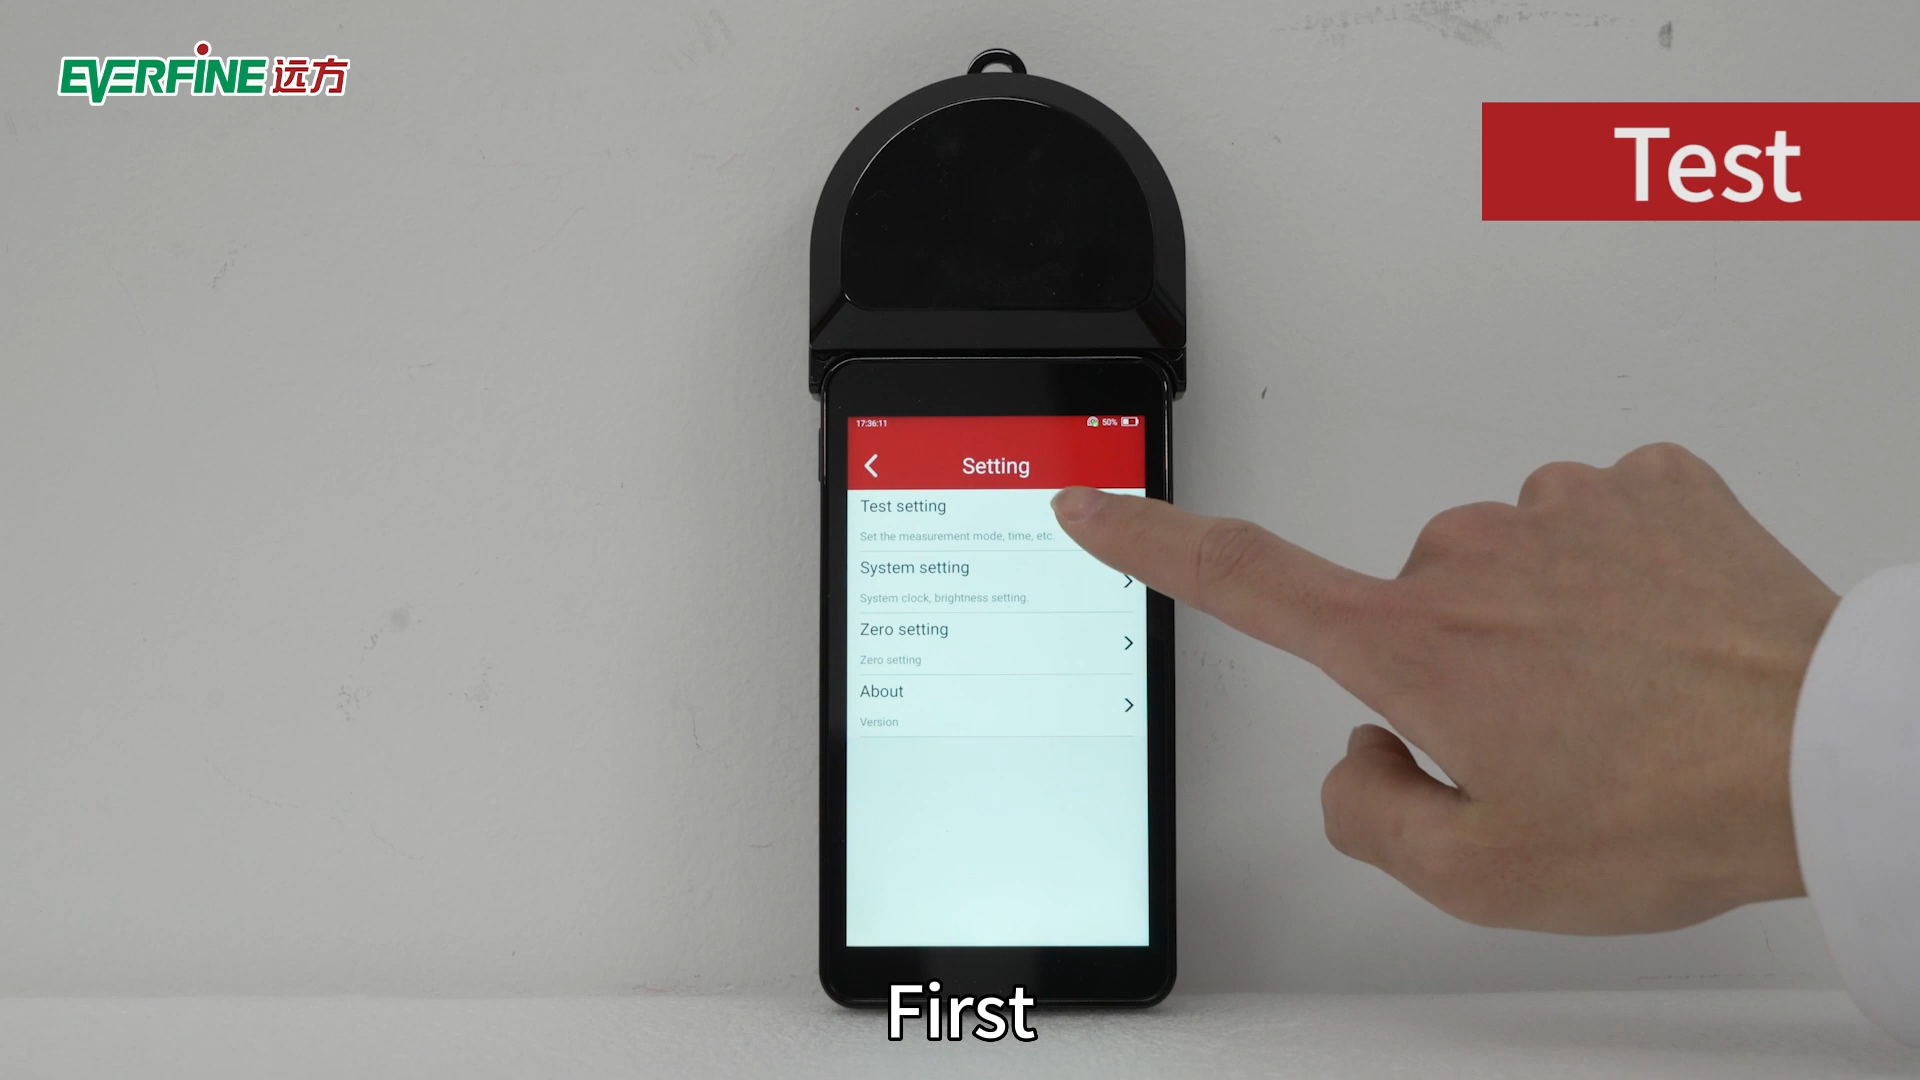 EVERFINE远方
Test
17:36:11
50%
Setting
Test setting
Set the measurement mode, time, etc.
System setting
System clock, brightness setting.
Zero setting
Zero setting
About
Version
First